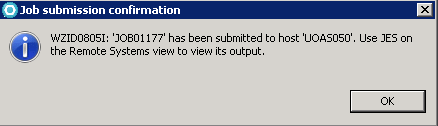 Job submission confirmation
WZID0805I: 'JOB01177' has been submitted to host 'UOAS050'. Use JES on
the Remote Systems view to view its output.
OK